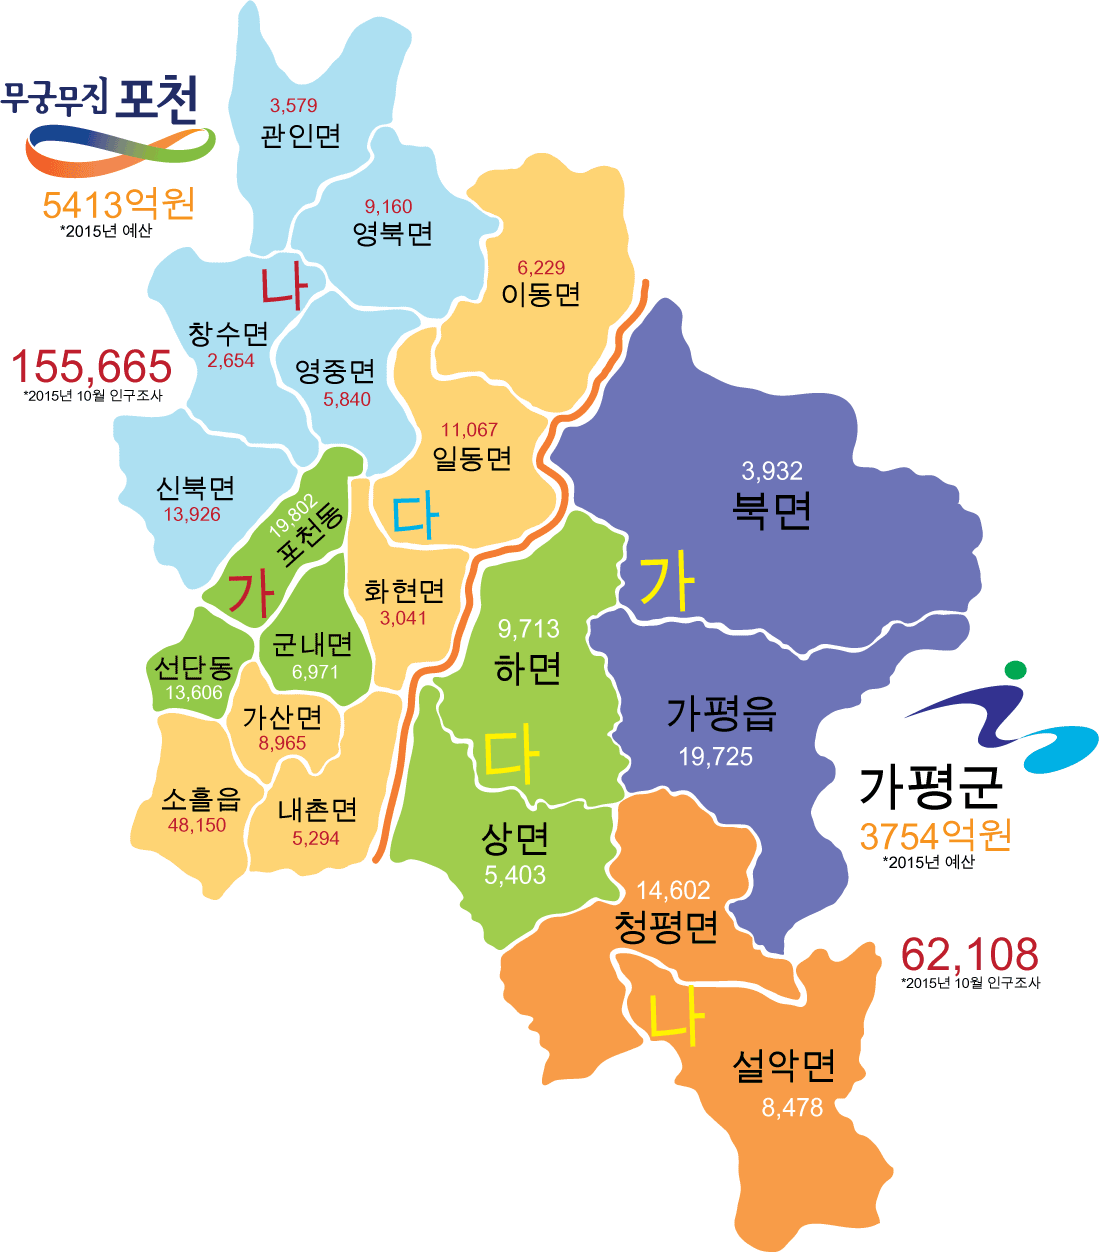 무궁무진 포천
5413억원
*2015년 예산
155,665
*2015년 10월 인구조사
3,579
관인면
9,160
영북면
6,229
이동면
나
창수면
2,654
영중면
5,840
11,067
일동면
다
신북면
13,926
19,802
포천동
가
화현면
3,041
군내면
6,971
선단동
13,606
가산면
8,965
소흘읍
48,150
내촌면
5,294
3,932
북면
가
9,713
하면
다
가평읍
19,725
상면
5,403
14,602
청평면
나
설악면
8,478
가평군
3754억원
*2015년 예산
62,108
*2015년 10월 인구조사